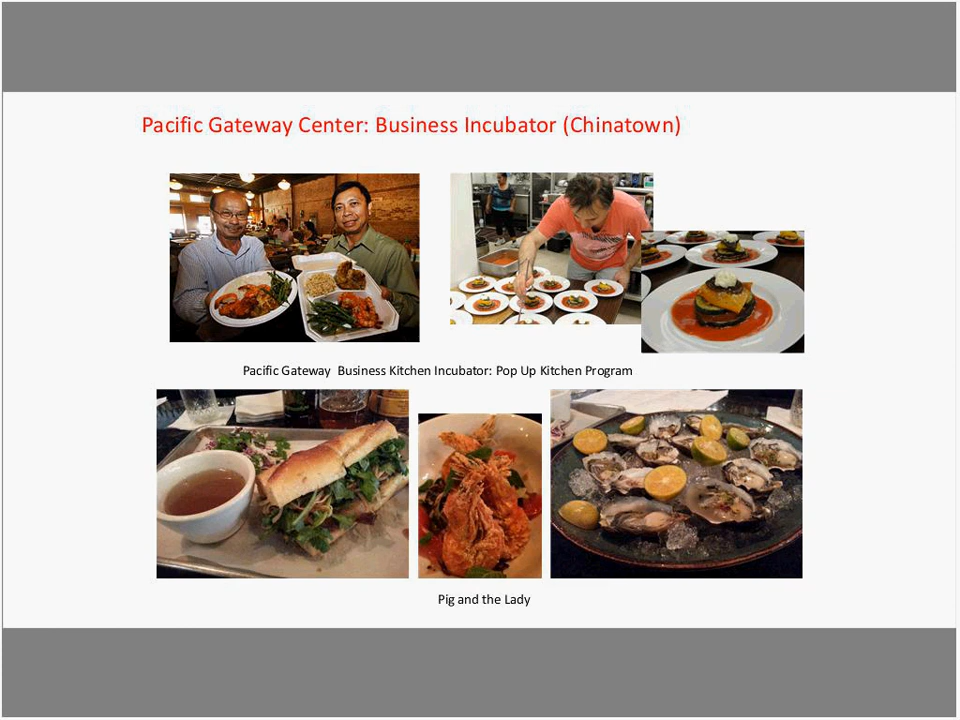 Pacific Gateway Center: Business Incubator (Chinatown)
Pacific Gateway  Business Kitchen Incubator: Pop Up Kitchen Program
Pig and the Lady